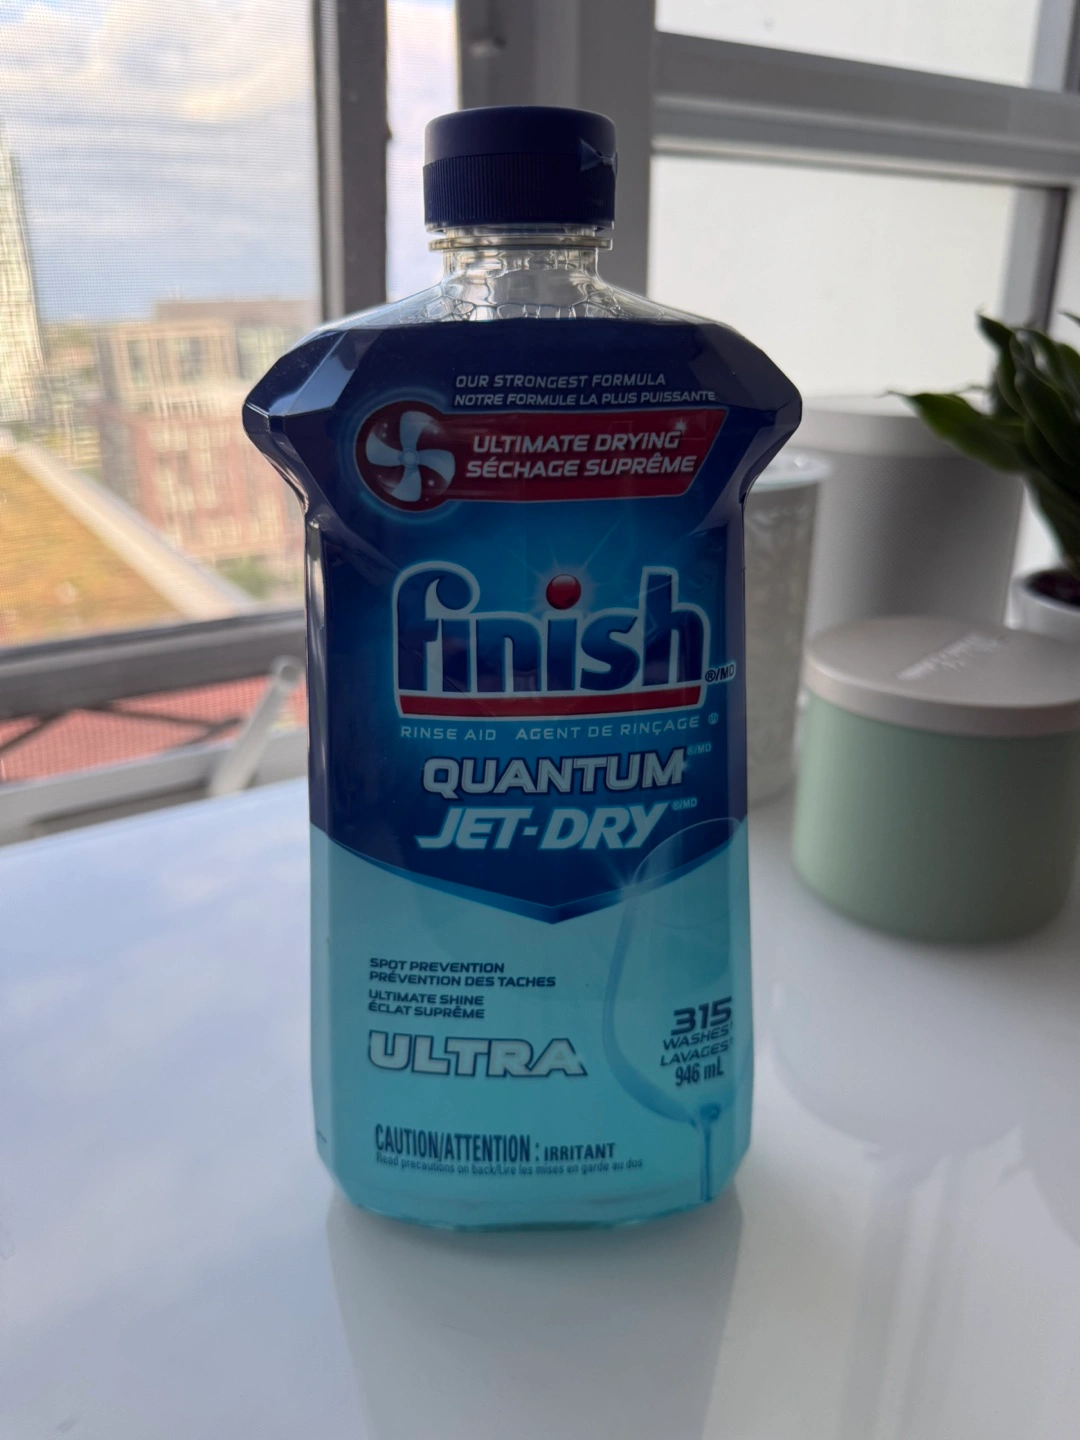 OUR STRONGEST FORMULA
NOTRE FORMULE LA PLUS PUISSANTE
ULTIMATE DRYING
SÉCHAGE SUPRÊME
finish ®/MD
RINSE AID AGENT DE RINÇAGE
QUANTUM ®/MD
JET-DRY ®/MD
SPOT PREVENTION
PRÉVENTION DES TACHES
ULTIMATE SHINE
ÉCLAT SUPRÊME
ULTRA
315
WASHES
LAVAGES
946 mL
CAUTION/ATTENTION : IRRITANT
Read precautions on back/Lire les mises en garde au dos